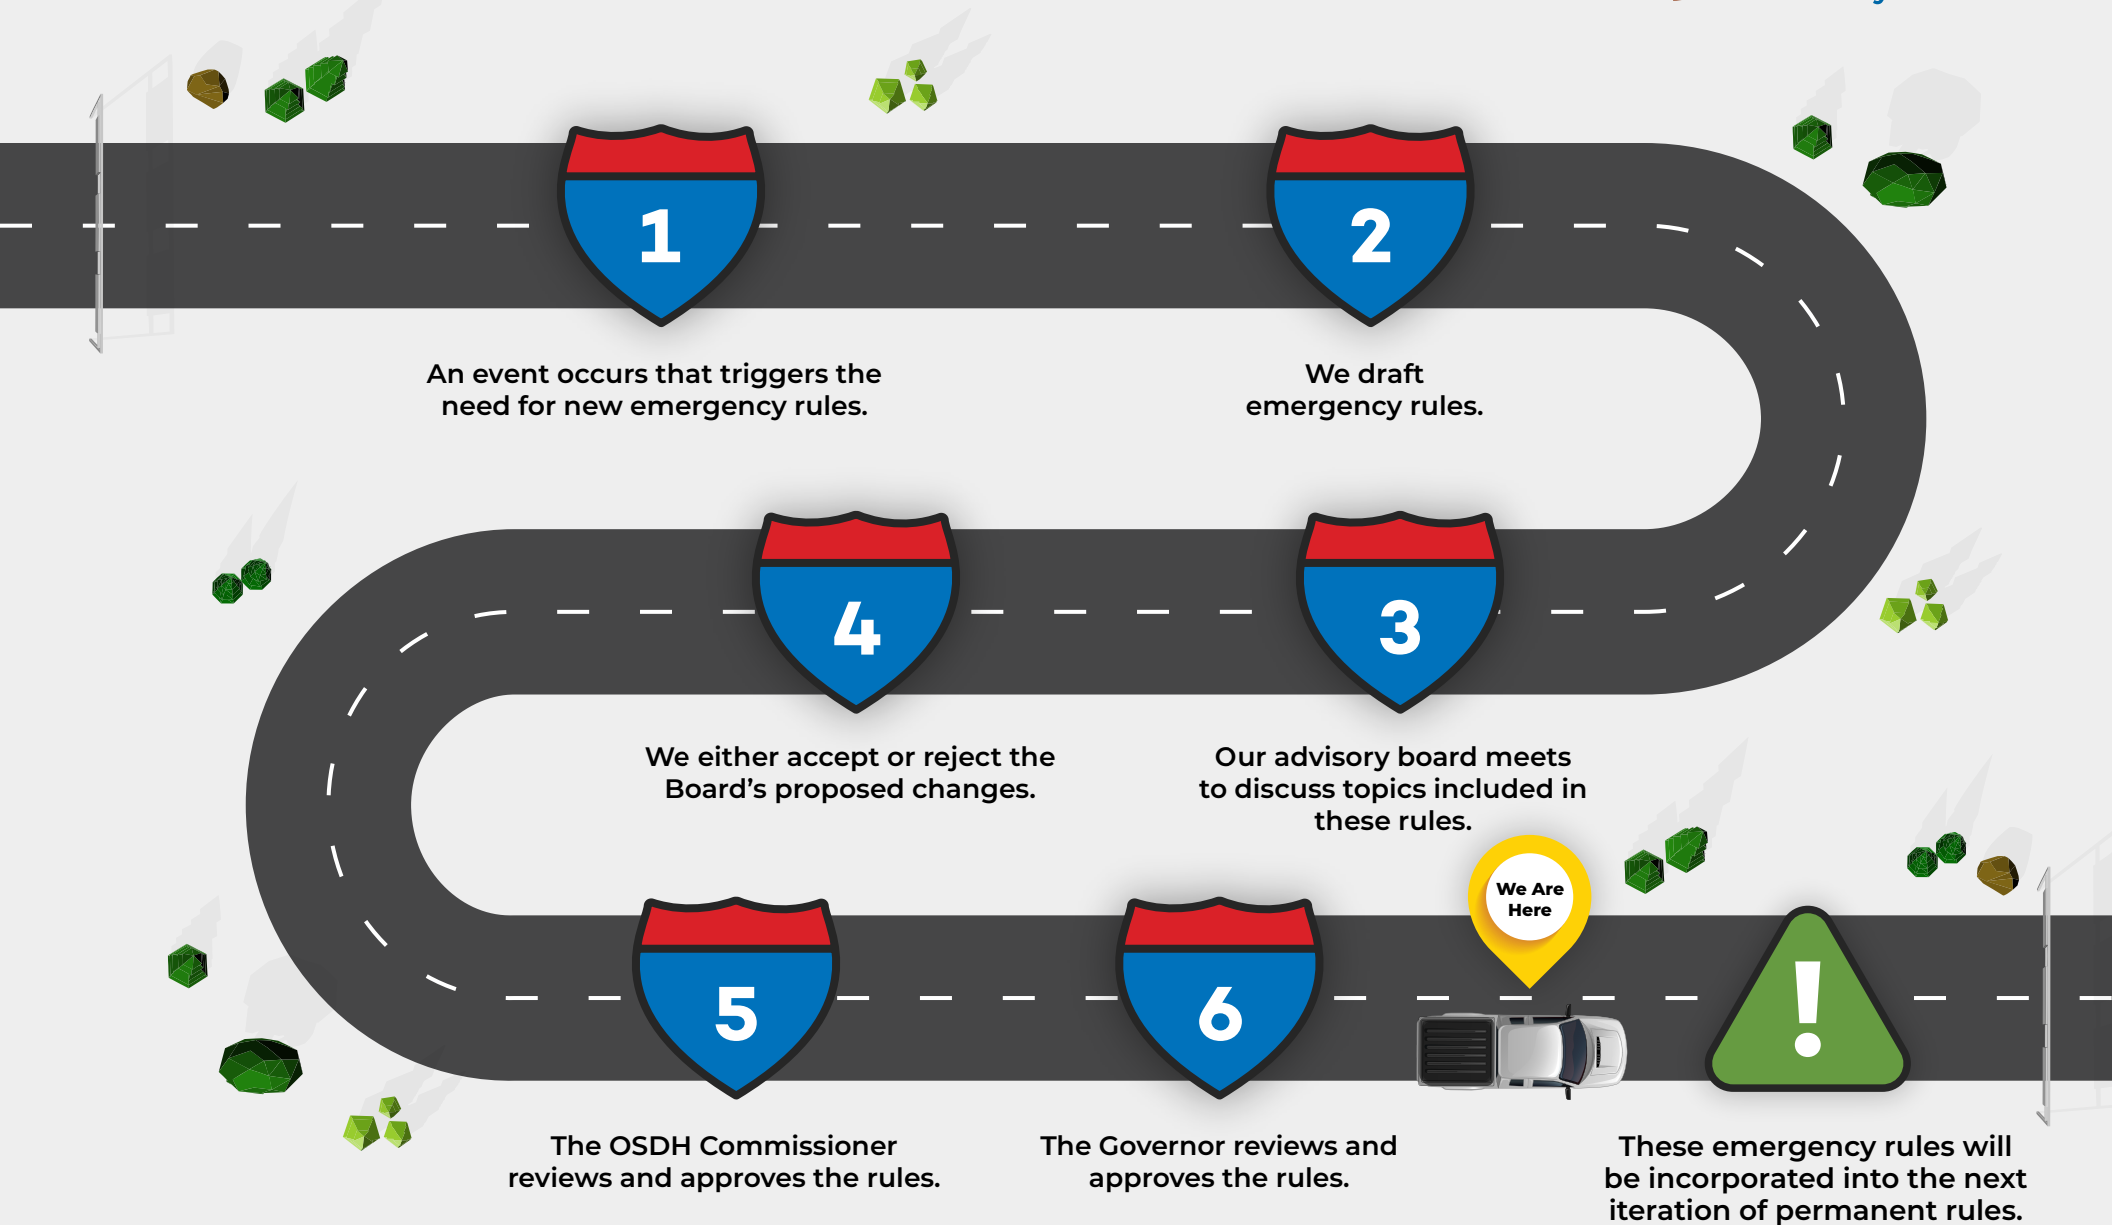 1
2
An event occurs that triggers the
need for new emergency rules.
We draft
emergency rules.
3
Our advisory board meets
to discuss topics included in
these rules.
4
We either accept or reject the
Board’s proposed changes.
5
The OSDH Commissioner
reviews and approves the rules.
6
The Governor reviews and
approves the rules.
We Are
Here
!
These emergency rules will
be incorporated into the next
iteration of permanent rules.